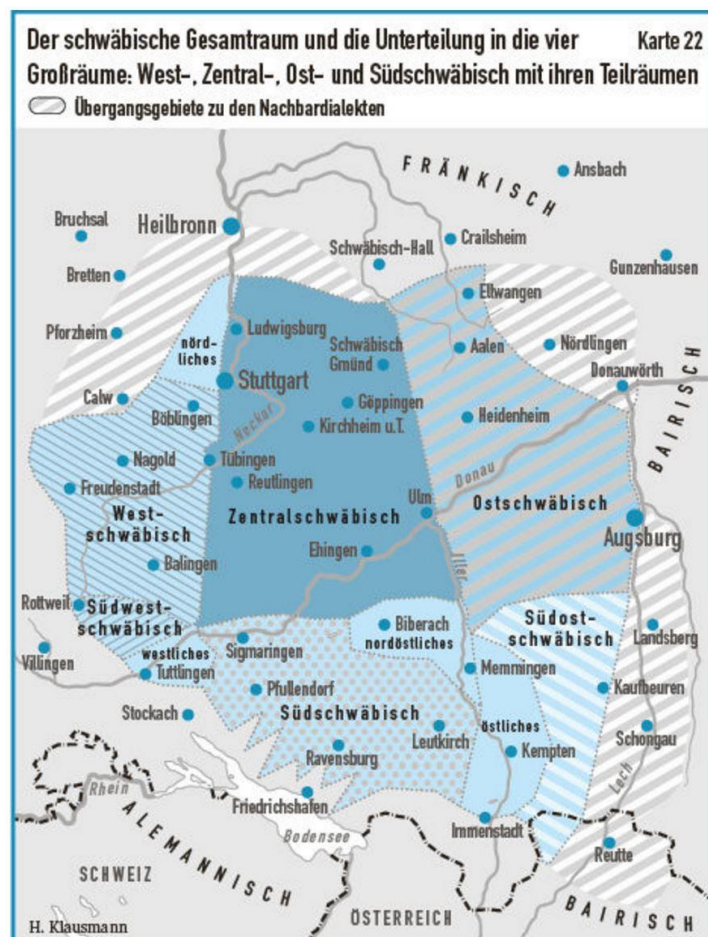 Der schwäbische Gesamtraum und die Unterteilung in die vier
Karte 22
Großräume: West-, Zentral-, Ost- und Südschwäbisch mit ihren Teilräumen
Übergangsgebiete zu den Nachbardialekten
FRÄNKISCH
Ansbach
Bruchsal
Heilbronn
Crailsheim
Schwäbisch-Hall
Gunzenhausen
Bretten
Ellwangen
Pforzheim
nörd-
liches
Ludwigsburg
Schwäbisch
Gmünd
Aalen
Nördlingen
Donauwörth
BAIRISCH
Stuttgart
Calw
Böblingen
Göppingen
Heidenheim
Neckar
Kirchheim u.T.
Nagold
Tübingen
Donau
Freudenstadt
Reutlingen
West-
schwäbisch
Zentralschwäbisch
Ulm
Ostschwäbisch
Augsburg
Ehingen
Iller
Balingen
Rottweil
Südwest-
schwäbisch
Biberach
nordöstliches
Südost-
schwäbisch
Landsberg
Villingen
westliches
Sigmaringen
Tuttlingen
Memmingen
Pfullendorf
Kaufbeuren
Stockach
Südschwäbisch
östliches
Leutkirch
Schongau
Ravensburg
Kempten
Lech
Rhein
Friedrichshafen
Bodensee
Immenstadt
Reutte
ALEMANNISCH
SCHWEIZ
ÖSTERREICH
BAIRISCH
H. Klausmann